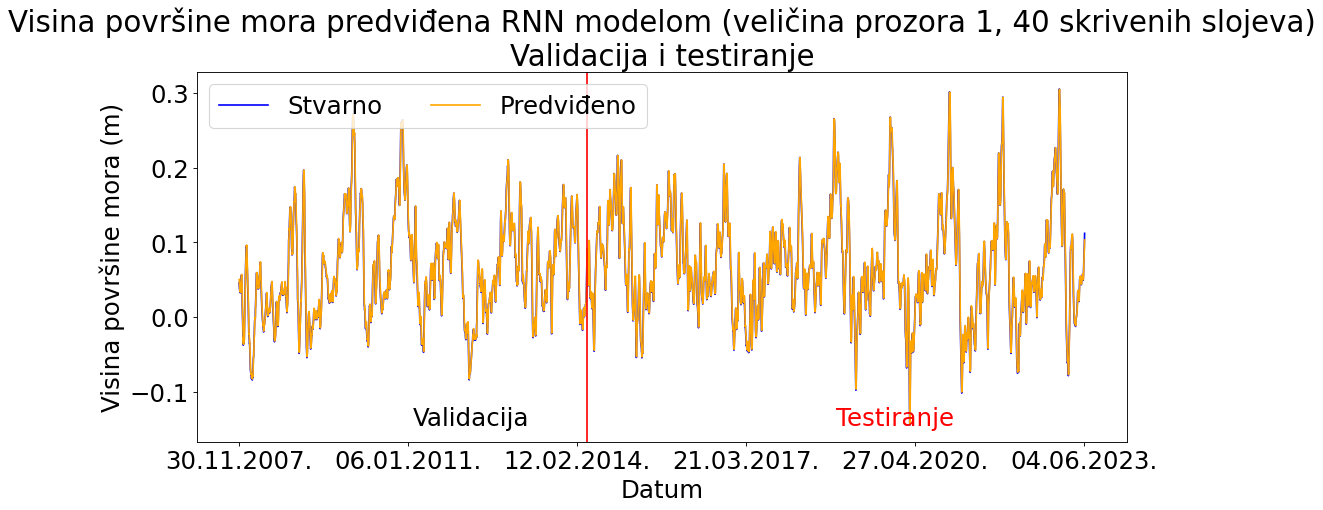 Visina površine mora predviđena RNN modelom (veličina prozora 1, 40 skrivenih slojeva)
Validacija i testiranje
Stvarno Predviđeno
Visina površine mora (m)
0.3
0.2
0.1
0.0
−0.1
Validacija Testiranje
30.11.2007. 06.01.2011. 12.02.2014. 21.03.2017. 27.04.2020. 04.06.2023.
Datum